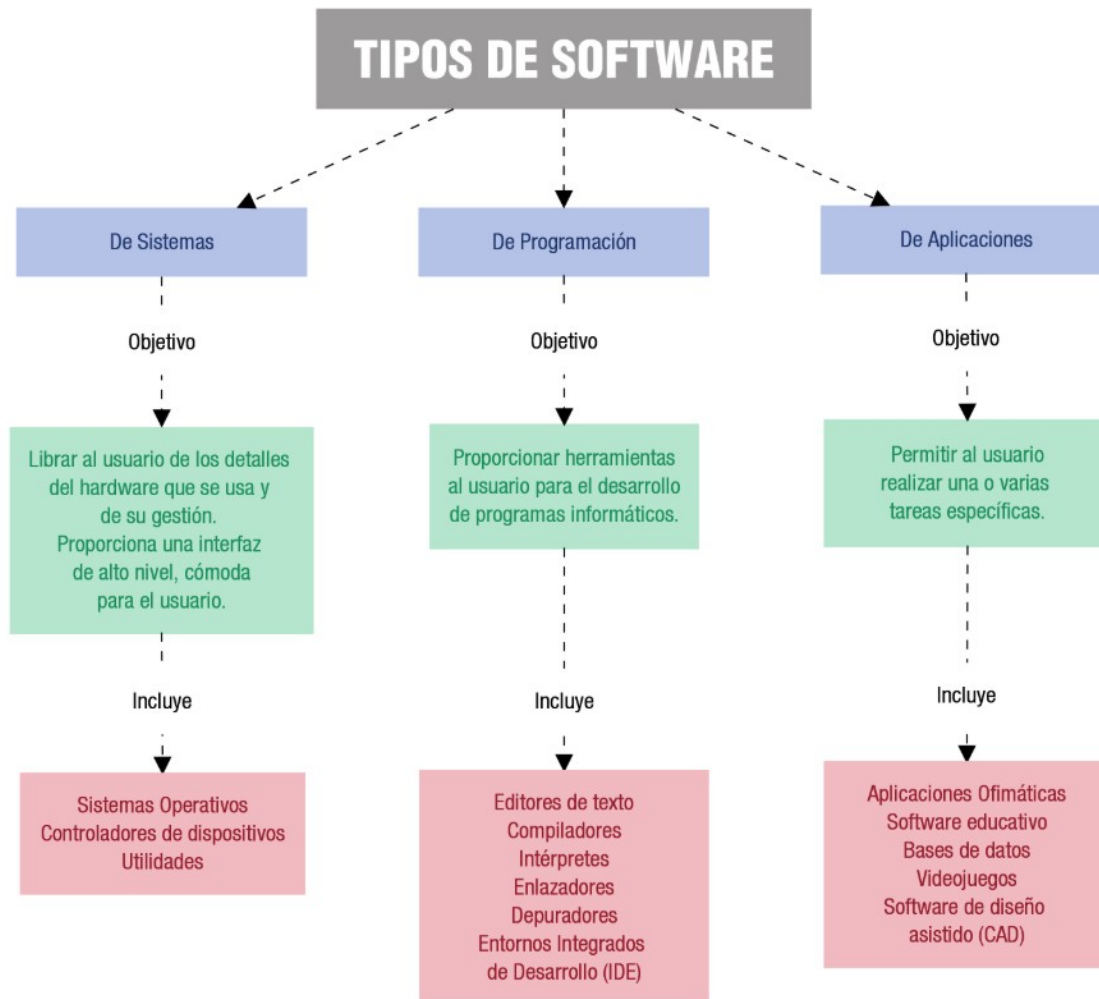 TIPOS DE SOFTWARE
De Sistemas
De Programación
De Aplicaciones
Objetivo
Objetivo
Objetivo
Librar al usuario de los detalles
del hardware que se usa y
de su gestión.
Proporciona una interfaz
de alto nivel, cómoda
para el usuario.
Proporcionar herramientas
al usuario para el desarrollo
de programas informáticos.
Permitir al usuario
realizar una o varias
tareas específicas.
Incluye
Incluye
Incluye
Sistemas Operativos
Controladores de dispositivos
Utilidades
Editores de texto
Compiladores
Intérpretes
Enlazadores
Depuradores
Entornos Integrados
de Desarrollo (IDE)
Aplicaciones Ofimáticas
Software educativo
Bases de datos
Videojuegos
Software de diseño
asistido (CAD)